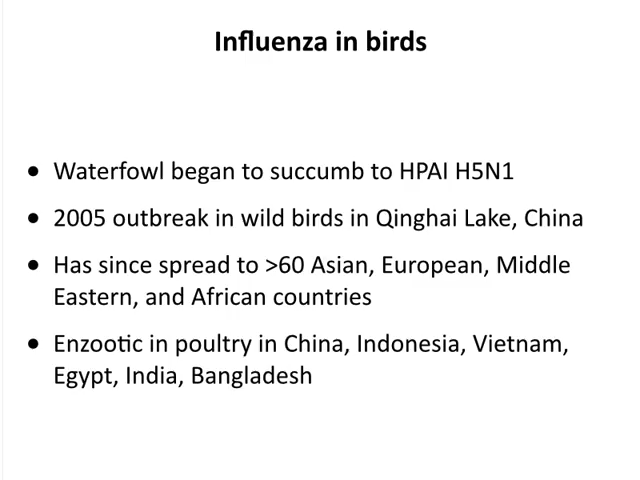 Influenza in birds
● Waterfowl began to succumb to HPAI H5N1
● 2005 outbreak in wild birds in Qinghai Lake, China
● Has since spread to >60 Asian, European, Middle
Eastern, and African countries
● Enzootic in poultry in China, Indonesia, Vietnam,
Egypt, India, Bangladesh